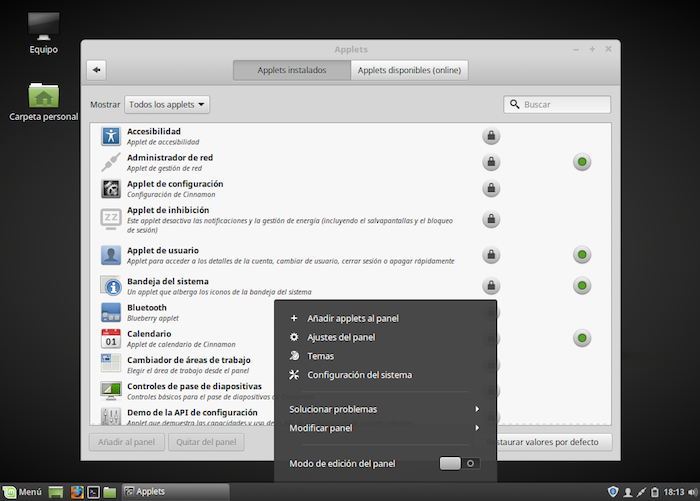 Equipo
Carpeta personal
Applets
Applets instalados
Applets disponibles (online)
Mostrar
Todos los applets
Buscar
Accesibilidad
Applet de accesibilidad
Administrador de red
Applet de gestión de red
Applet de configuración
Configuración de Cinnamon
Applet de inhibición
Este applet desactiva las notificaciones y la gestión de energía (incluyendo el salvapantallas y el bloqueo
de sesión)
Applet de usuario
Applet para acceder a los detalles de la cuenta, cambiar de usuario, cerrar sesión o apagar rápidamente
Bandeja del sistema
Un applet que alberga los iconos de la bandeja del sistema
Bluetooth
Blueberry applet
Calendario
Applet de calendario de Cinnamon
Cambiador de áreas de trabajo
Elegir el área de trabajo desde el panel
Controles de pase de diapositivas
Controles básicos para el pase de diapositivas
Demo de la API de configuración
Applet que demuestra las capacidades y uso de
Añadir al panel
Quitar del panel
staurar valores por defecto
Añadir applets al panel
Ajustes del panel
Temas
Configuración del sistema
Solucionar problemas
Modificar panel
Modo de edición del panel
Menú
Applets
18:13